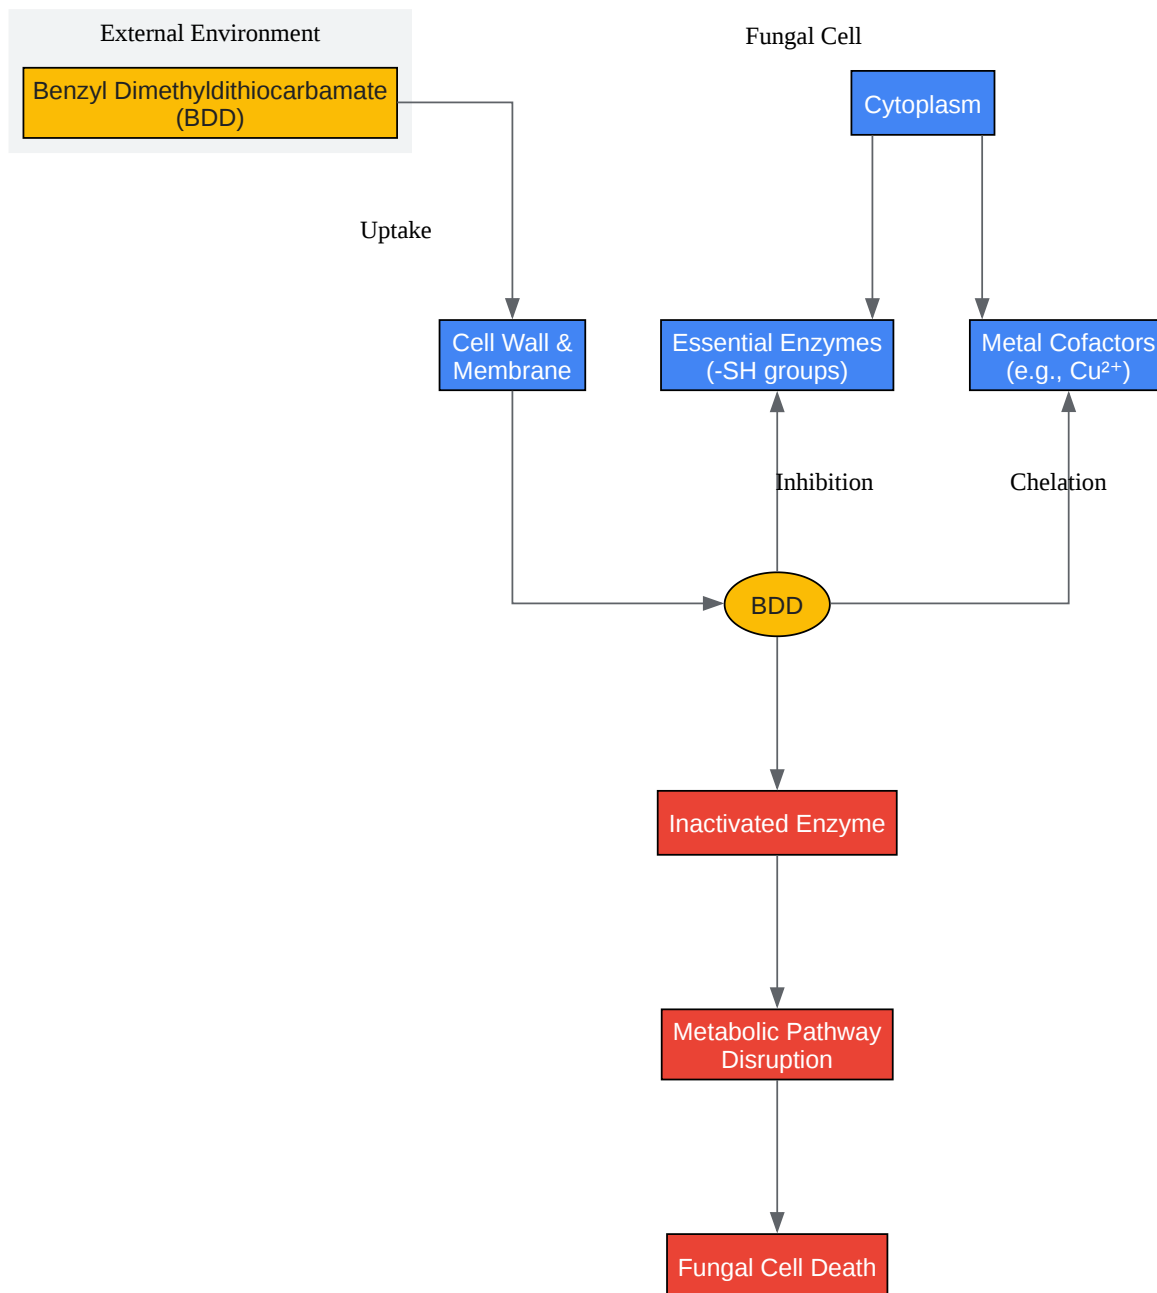 External Environment
Fungal Cell
Benzyl Dimethyldithiocarbamate
(BDD)
Cytoplasm
Uptake
Cell Wall &
Membrane
Essential Enzymes
(-SH groups)
Metal Cofactors
(e.g., Cu²⁺)
Inhibition
Chelation
BDD
Inactivated Enzyme
Metabolic Pathway
Disruption
Fungal Cell Death